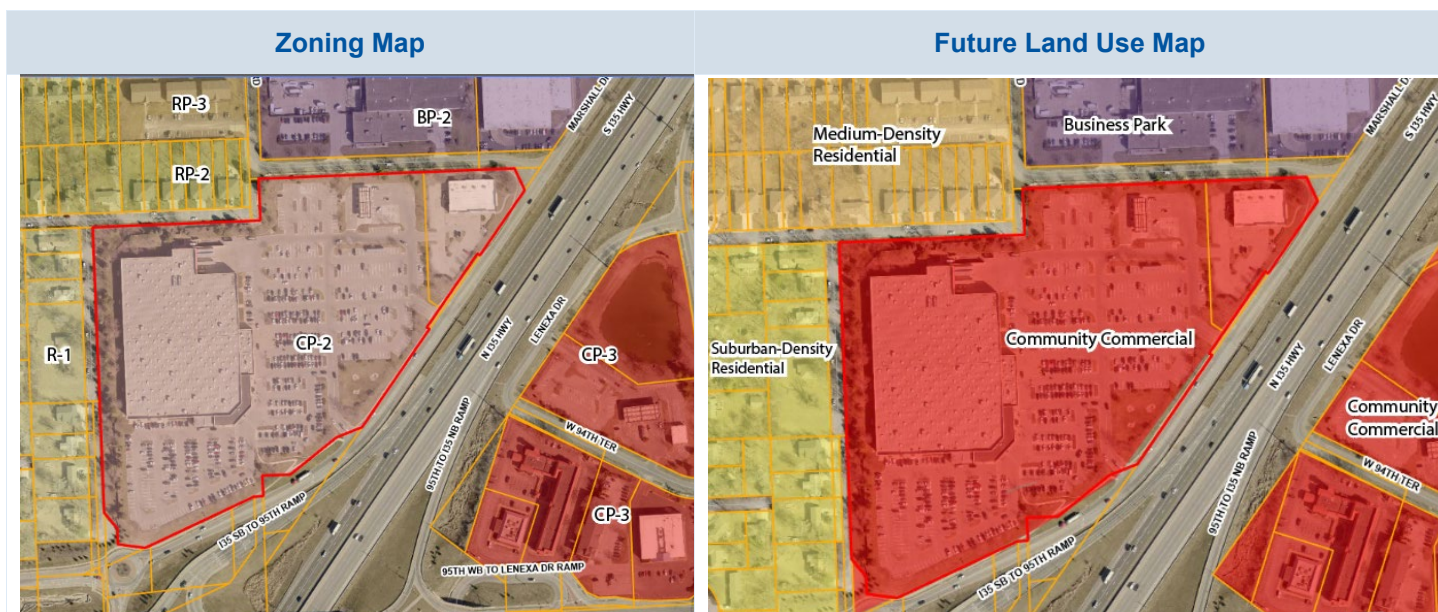 Zoning Map
RP-3
BP-2
RP-2
MARSHALL DR
S I35 HWY
R-1
CP-2
N I35 HWY
LENEXA DR
CP-3
W 94TH TER
95TH TO I35 NB RAMP
CP-3
I35 SB TO 95TH RAMP
95TH WB TO LENEXA DR RAMP
Future Land Use Map
Medium-Density
Residential
Business Park
MARSHALL DR
S I35 HWY
Suburban-Density
Residential
Community Commercial
N I35 HWY
LENEXA DR
Community
Commercial
W 94TH TER
95TH TO I35 NB RAMP
I35 SB TO 95TH RAMP